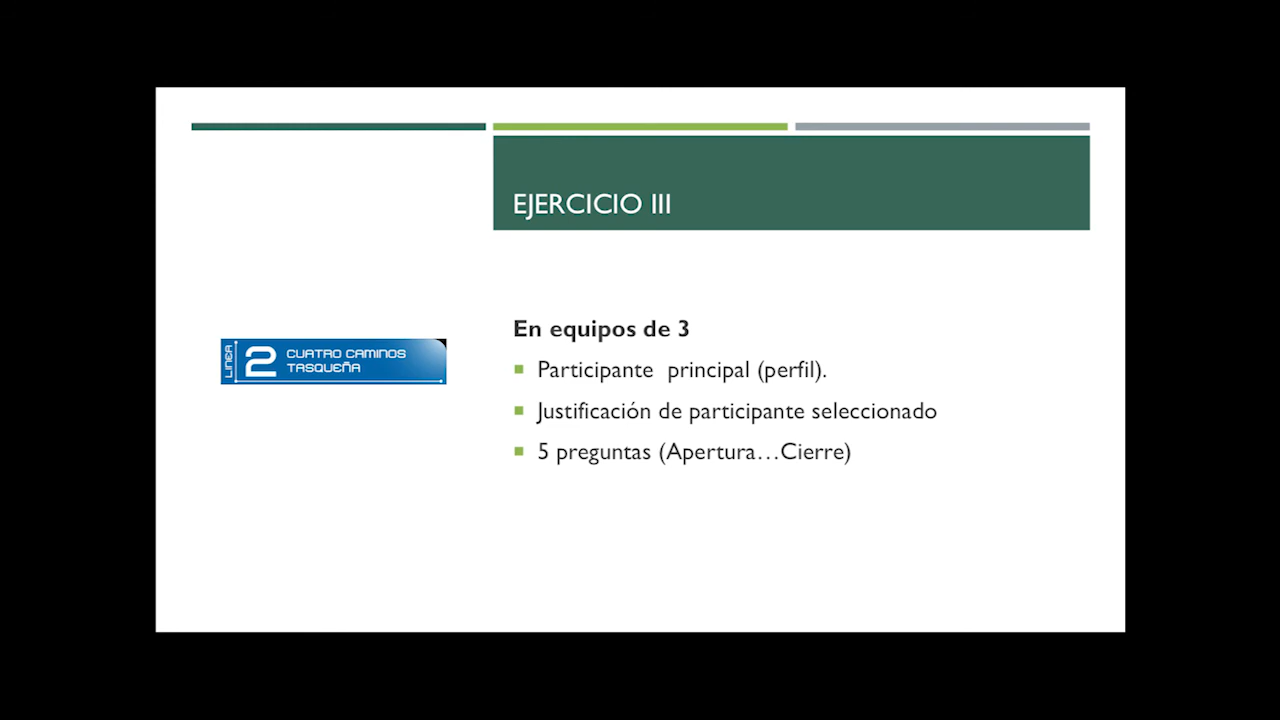 EJERCICIO III
LINEA
2
CUATRO CAMINOS
TASQUEÑA
En equipos de 3
Participante principal (perfil).
Justificación de participante seleccionado
5 preguntas (Apertura…Cierre)